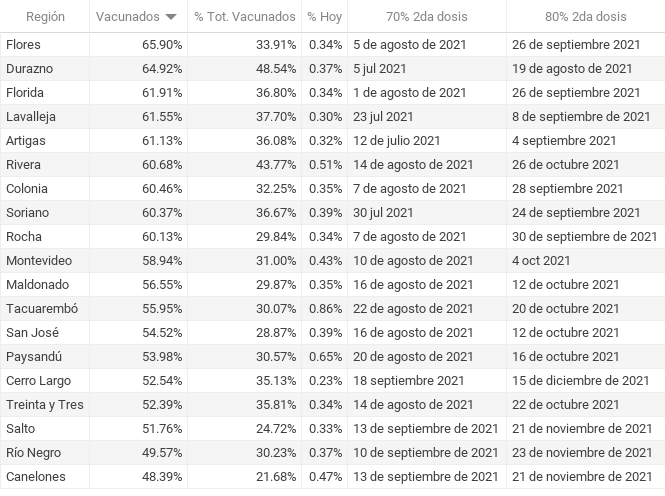 Región Vacunados % Tot. Vacunados % Hoy 70% 2da dosis 80% 2da dosis
Flores 65.90% 33.91% 0.34% 5 de agosto de 2021 26 de septiembre 2021
Durazno 64.92% 48.54% 0.37% 5 jul 2021 19 de agosto de 2021
Florida 61.91% 36.80% 0.34% 1 de agosto de 2021 26 de septiembre 2021
Lavalleja 61.55% 37.70% 0.30% 23 jul 2021 8 de septiembre de 2021
Artigas 61.13% 36.08% 0.32% 12 de julio 2021 4 septiembre 2021
Rivera 60.68% 43.77% 0.51% 14 de agosto de 2021 26 de octubre 2021
Colonia 60.46% 32.25% 0.35% 7 de agosto de 2021 28 septiembre 2021
Soriano 60.37% 36.67% 0.39% 30 jul 2021 24 de septiembre 2021
Rocha 60.13% 29.84% 0.34% 7 de agosto de 2021 30 de septiembre de 2021
Montevideo 58.94% 31.00% 0.43% 10 de agosto de 2021 4 oct 2021
Maldonado 56.55% 29.87% 0.35% 16 de agosto de 2021 12 de octubre 2021
Tacuarembó 55.95% 30.07% 0.86% 22 de agosto de 2021 20 de octubre 2021
San José 54.52% 28.87% 0.39% 16 de agosto de 2021 12 de octubre 2021
Paysandú 53.98% 30.57% 0.65% 20 de agosto de 2021 16 de octubre 2021
Cerro Largo 52.54% 35.13% 0.23% 18 septiembre 2021 15 de diciembre de 2021
Treinta y Tres 52.39% 35.81% 0.34% 14 de agosto de 2021 22 de octubre 2021
Salto 51.76% 24.72% 0.33% 13 de septiembre de 2021 21 de noviembre de 2021
Río Negro 49.57% 30.23% 0.37% 10 de septiembre de 2021 23 de noviembre 2021
Canelones 48.39% 21.68% 0.47% 13 de septiembre de 2021 21 de noviembre de 2021